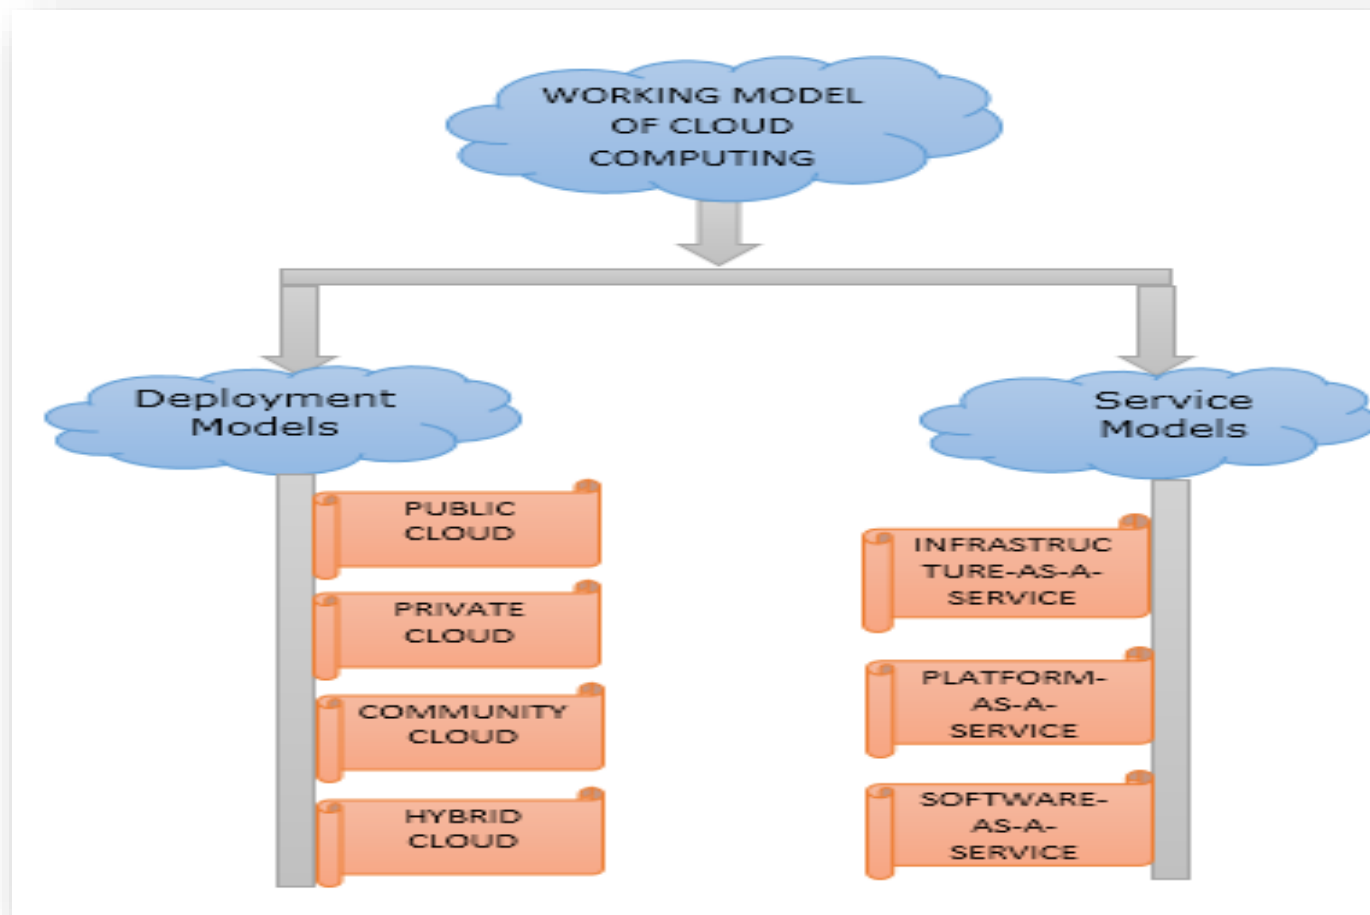 WORKING MODEL
OF CLOUD
COMPUTING
Deployment
Models
PUBLIC
CLOUD
PRIVATE
CLOUD
COMMUNITY
CLOUD
HYBRID
CLOUD
Service
Models
INFRASTRUC
TURE-AS-A-
SERVICE
PLATFORM-
AS-A-
SERVICE
SOFTWARE-
AS-A-
SERVICE